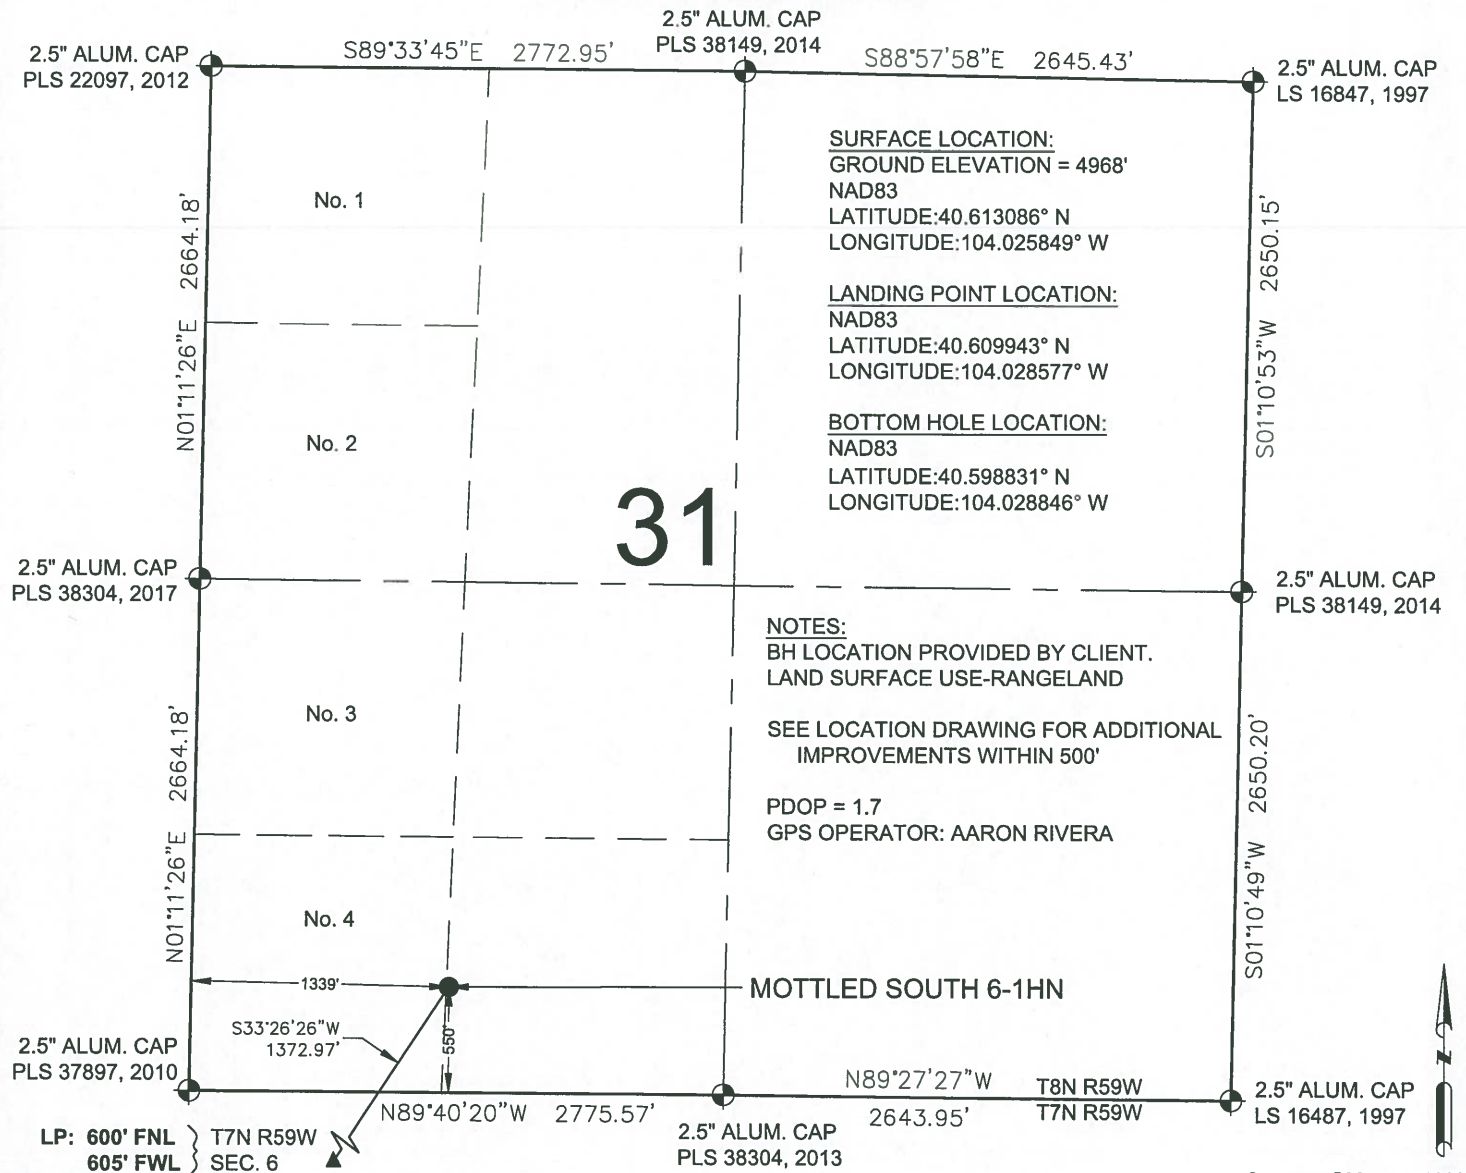 2.5" ALUM. CAP
PLS 38149, 2014
2.5" ALUM. CAP
PLS 22097, 2012
S89°33'45"E 2772.95'
S88°57'58"E 2645.43'
2.5" ALUM. CAP
LS 16847, 1997
SURFACE LOCATION:
GROUND ELEVATION = 4968'
NAD83
LATITUDE:40.613086° N
LONGITUDE:104.025849° W
LANDING POINT LOCATION:
NAD83
LATITUDE:40.609943° N
LONGITUDE:104.028577° W
BOTTOM HOLE LOCATION:
NAD83
LATITUDE:40.598831° N
LONGITUDE:104.028846° W
No. 1
N01°11'26"E 2664.18'
No. 2
S01°10'53"W 2650.15'
31
2.5" ALUM. CAP
PLS 38304, 2017
2.5" ALUM. CAP
PLS 38149, 2014
NOTES:
BH LOCATION PROVIDED BY CLIENT.
LAND SURFACE USE-RANGELAND
SEE LOCATION DRAWING FOR ADDITIONAL
IMPROVEMENTS WITHIN 500'
PDOP = 1.7
GPS OPERATOR: AARON RIVERA
No. 3
N01°11'26"E 2664.18'
No. 4
S01°10'49"W 2650.20'
1339'
MOTTLED SOUTH 6-1HN
S33°26'26"W
1372.97'
550'
2.5" ALUM. CAP
PLS 37897, 2010
N89°40'20"W 2775.57'
N89°27'27"W
2643.95'
T8N R59W
T7N R59W
2.5" ALUM. CAP
LS 16487, 1997
2.5" ALUM. CAP
PLS 38304, 2013
LP: 600' FNL } T7N R59W
605' FWL } SEC. 6
N